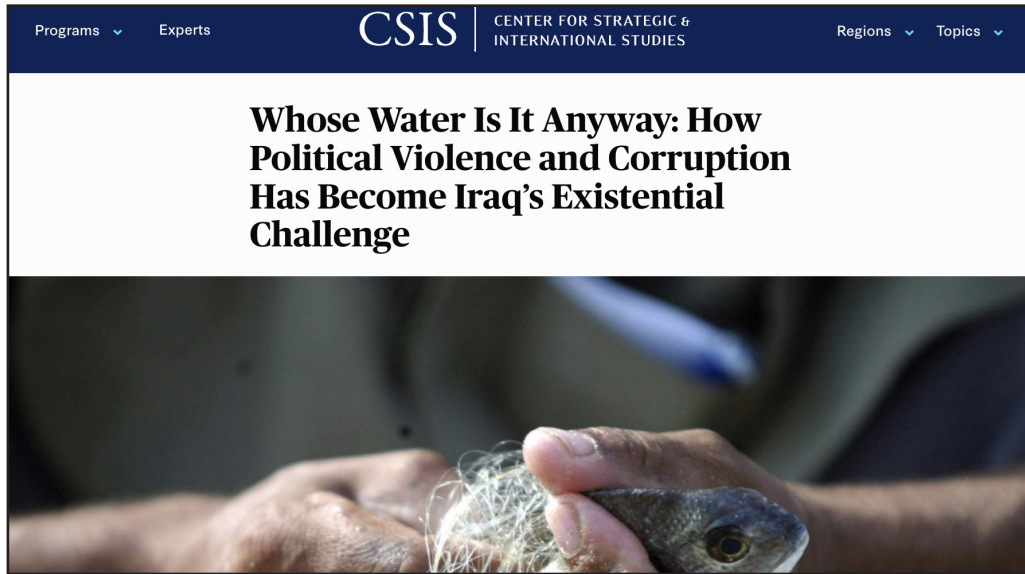 Programs
Experts
CSIS
CENTER FOR STRATEGIC &
INTERNATIONAL STUDIES
Regions
Topics
Whose Water Is It Anyway: How
Political Violence and Corruption
Has Become Iraq’s Existential
Challenge